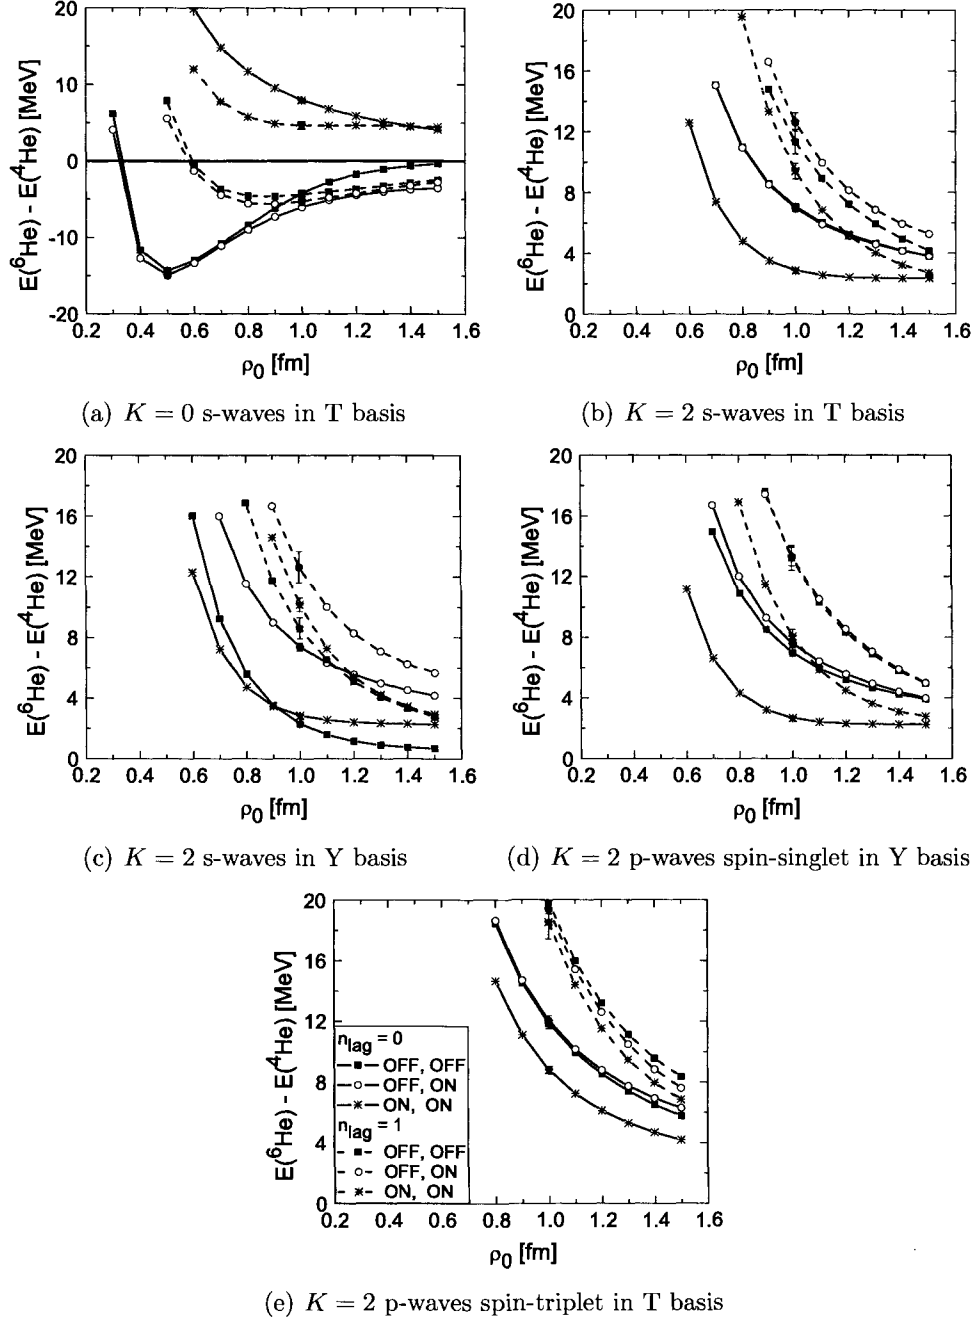 20
10
0
-10
-20
0.2 0.4 0.6 0.8 1.0 1.2 1.4 1.6
E(⁶He) - E(⁴He) [MeV]
ρ₀ [fm]
(a) K = 0 s-waves in T basis
20
16
12
8
4
0
0.2 0.4 0.6 0.8 1.0 1.2 1.4 1.6
E(⁶He) - E(⁴He) [MeV]
ρ₀ [fm]
(b) K = 2 s-waves in T basis
20
16
12
8
4
0
0.2 0.4 0.6 0.8 1.0 1.2 1.4 1.6
E(⁶He) - E(⁴He) [MeV]
ρ₀ [fm]
(c) K = 2 s-waves in Y basis
20
16
12
8
4
0
0.2 0.4 0.6 0.8 1.0 1.2 1.4 1.6
E(⁶He) - E(⁴He) [MeV]
ρ₀ [fm]
(d) K = 2 p-waves spin-singlet in Y basis
20
16
12
8
4
0
0.2 0.4 0.6 0.8 1.0 1.2 1.4 1.6
E(⁶He) - E(⁴He) [MeV]
ρ₀ [fm]
n_lag = 0
OFF, OFF
OFF, ON
ON, ON
n_lag = 1
OFF, OFF
OFF, ON
ON, ON
(e) K = 2 p-waves spin-triplet in T basis